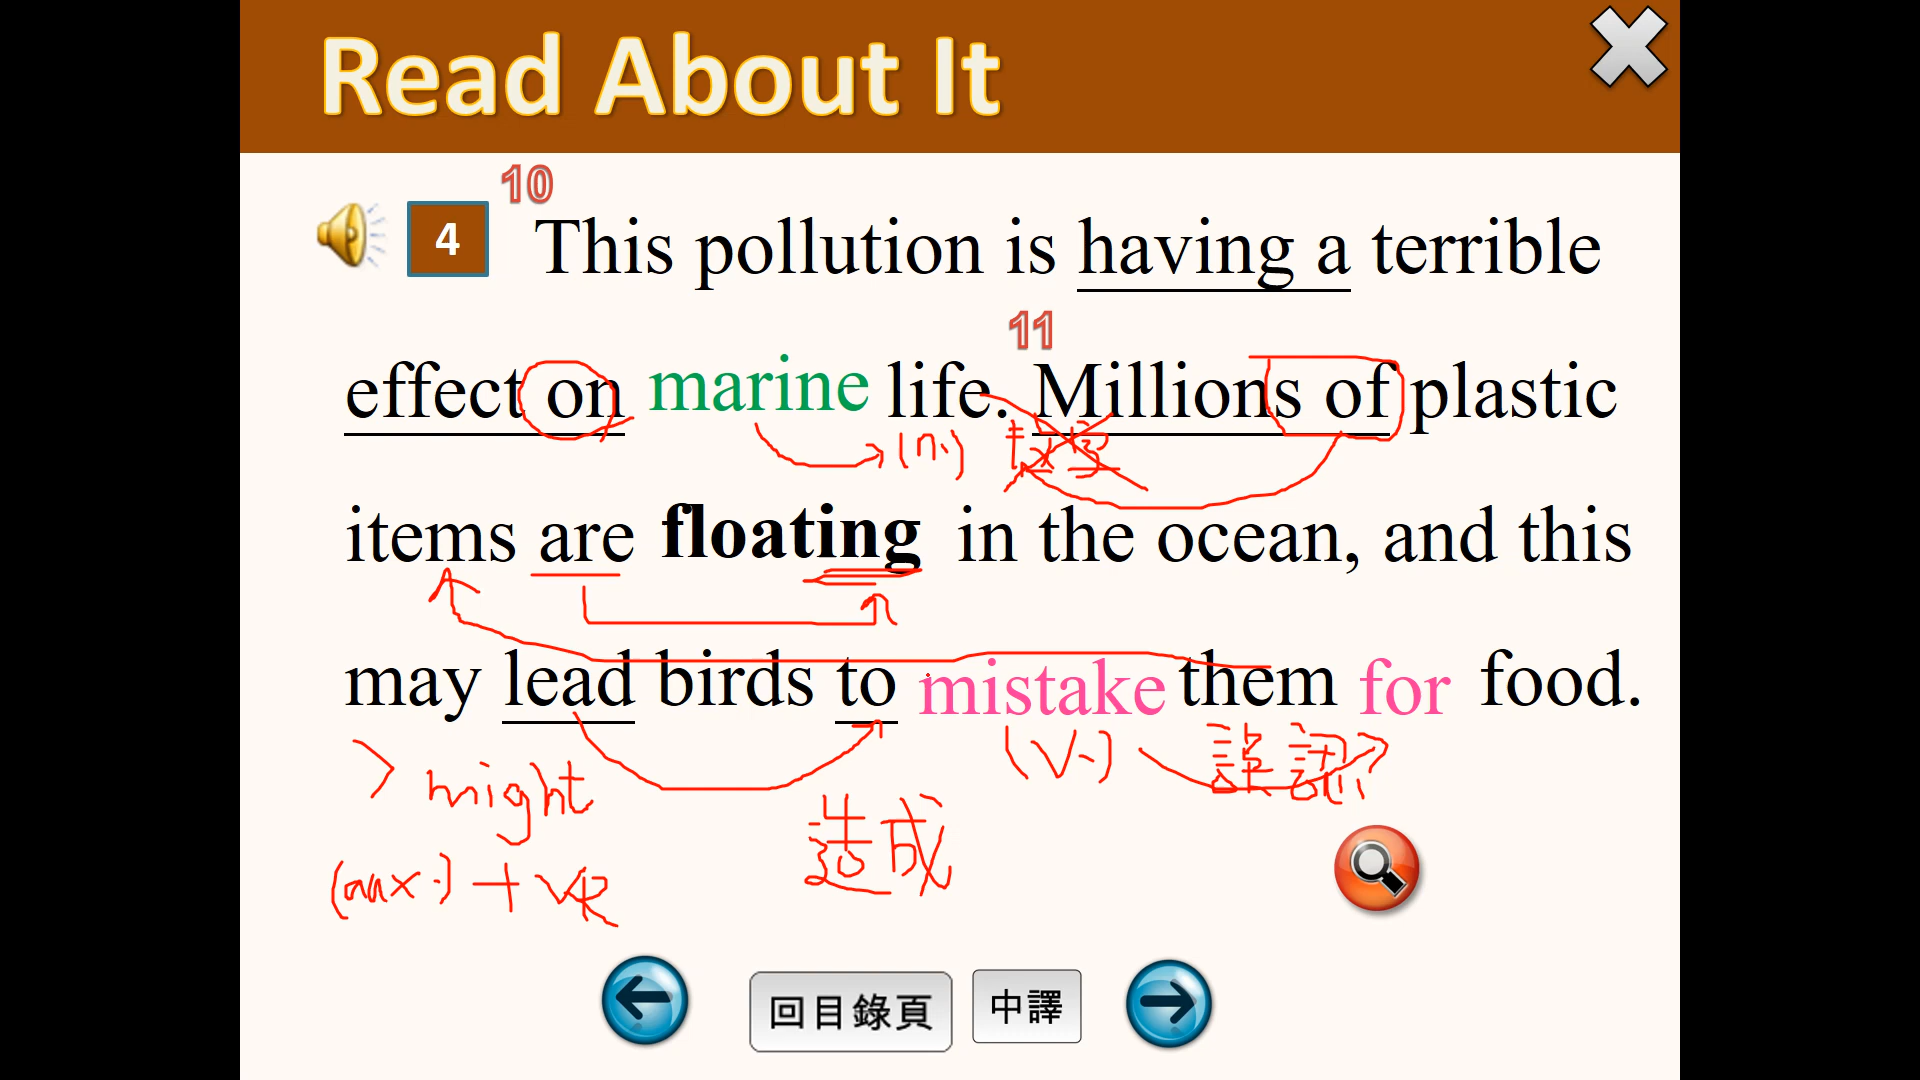 Read About It
10
4 This pollution is having a terrible
11
effect on marine life. Millions of plastic
(n.)
items are floating in the ocean, and this
may lead birds to mistake them for food.
(v.) 誤認
> might
造成
(aux.) + VR
回目錄頁 中譯